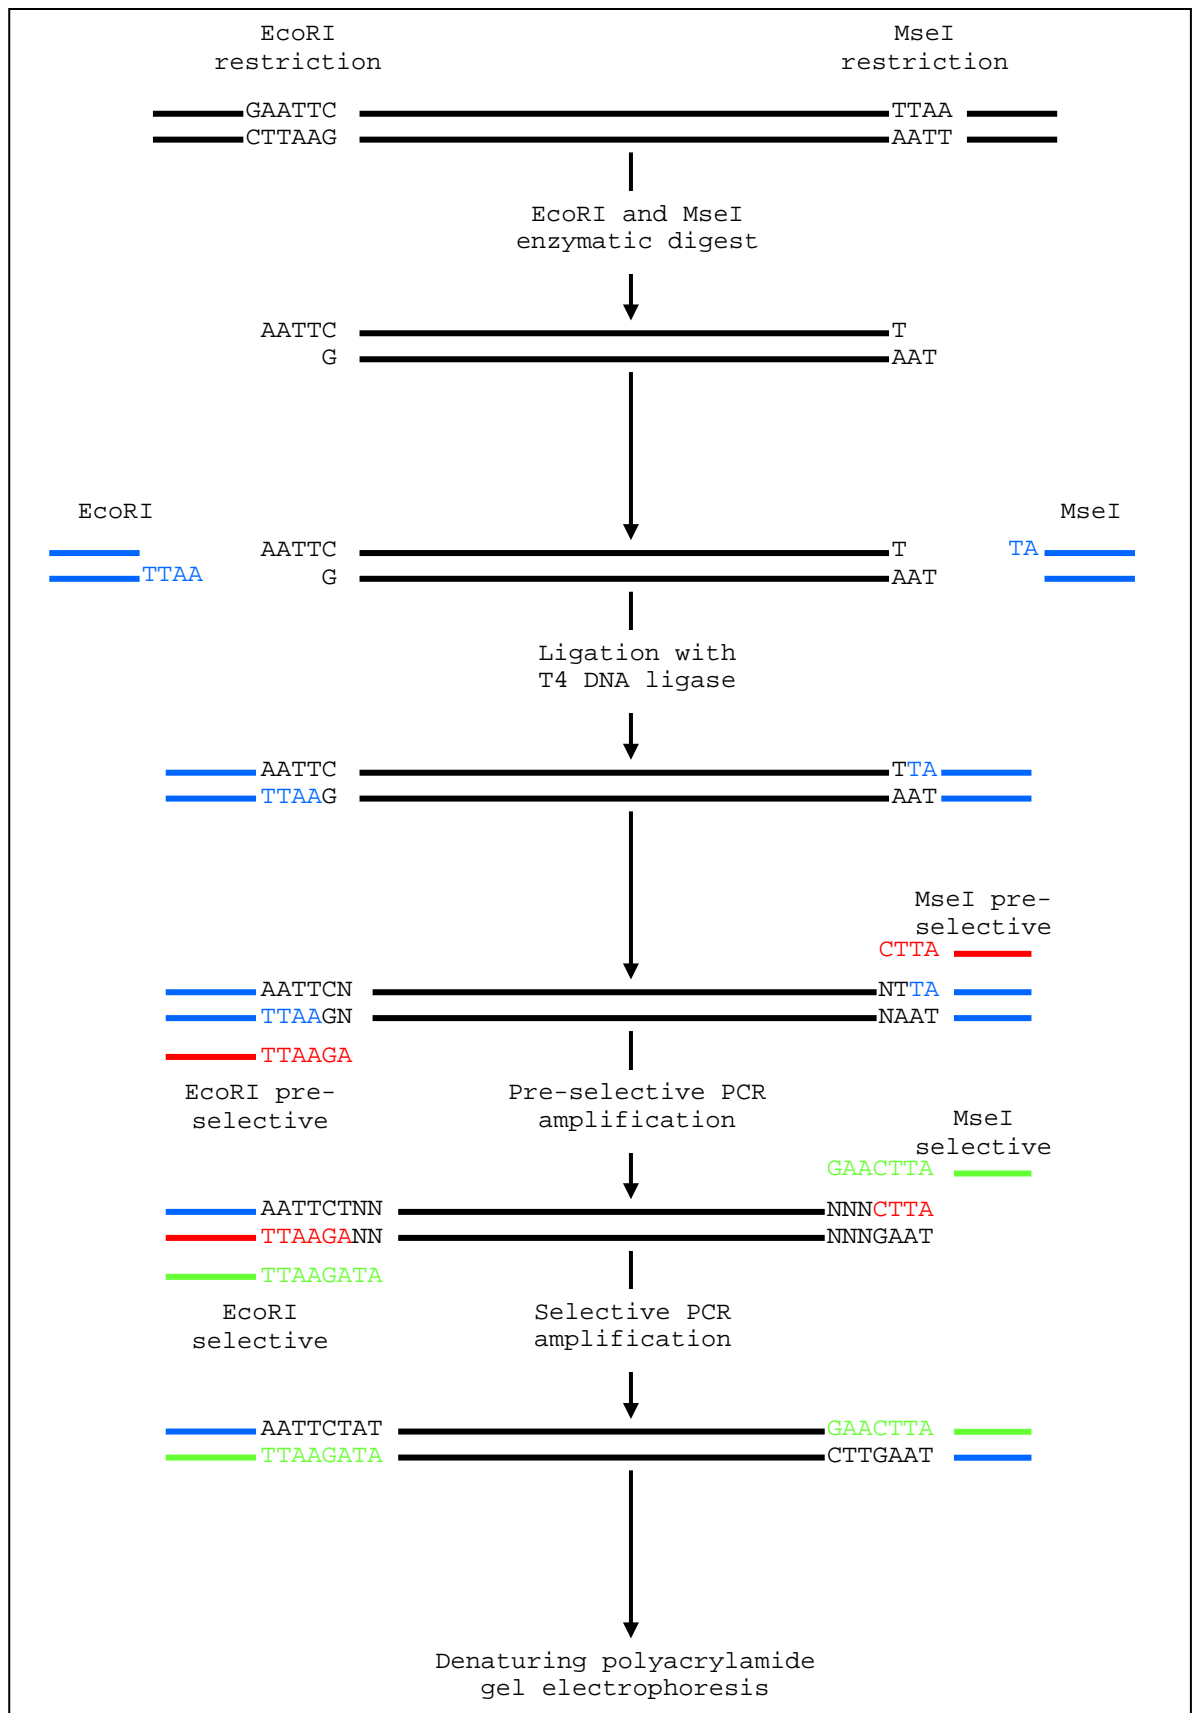 EcoRI
restriction
MseI
restriction
GAATTC
TTAA
CTTAAG
AATT
EcoRI and MseI
enzymatic digest
AATTC
T
G
AAT
EcoRI
MseI
AATTC
T
TA
TTAA
G
AAT
Ligation with
T4 DNA ligase
AATTC
TTA
TTAAG
AAT
MseI pre-
selective
CTTA
AATTCN
NTTA
TTAAGN
NAAT
TTAAGA
EcoRI pre-
selective
Pre-selective PCR
amplification
MseI
selective
GAACTTA
AATTCTNN
NNNCTTA
TTAAGANN
NNNGAAT
TTAAGATA
EcoRI
selective
Selective PCR
amplification
AATTCTAT
GAACTTA
TTAAGATA
CTTGAAT
Denaturing polyacrylamide
gel electrophoresis